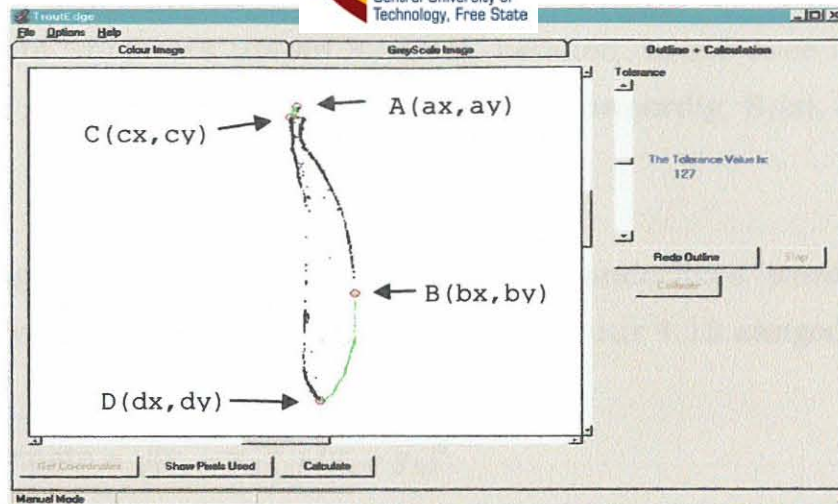 Technology, Free State
TroutEdge
File Options Help
Colour Image GreyScale Image Outline + Calculation
Tolerance
A(ax,ay)
C(cx,cy)
The Tolerance Value Is:
127
Redo Outline Stop
Calibrate
B(bx,by)
D(dx,dy)
Get Coordinates Show Pixels Used Calculate
Manual Mode